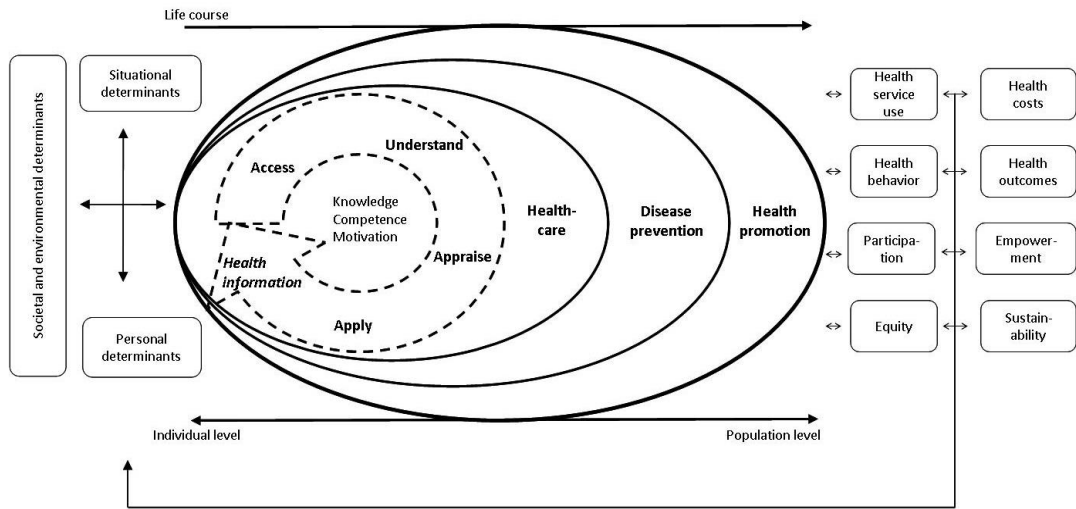 Life course
Societal and environmental determinants
Situational
determinants
Personal
determinants
Access
Understand
Knowledge
Competence
Motivation
Appraise
Health
information
Apply
Health-
care
Disease
prevention
Health
promotion
Health
service
use
Health
costs
Health
behavior
Health
outcomes
Participa-
tion
Empower-
ment
Equity
Sustain-
ability
Individual level
Population level